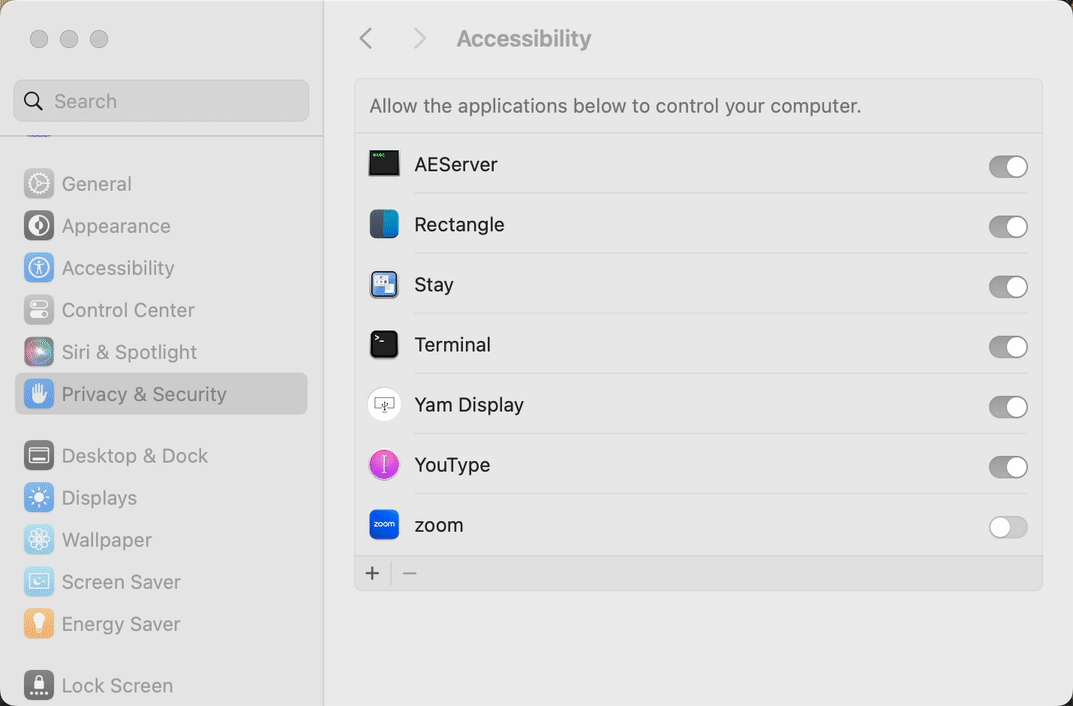 Search
General
Appearance
Accessibility
Control Center
Siri & Spotlight
Privacy & Security
Desktop & Dock
Displays
Wallpaper
Screen Saver
Energy Saver
Lock Screen
Accessibility
Allow the applications below to control your computer.
AEServer
Rectangle
Stay
Terminal
Yam Display
YouType
zoom
zoom